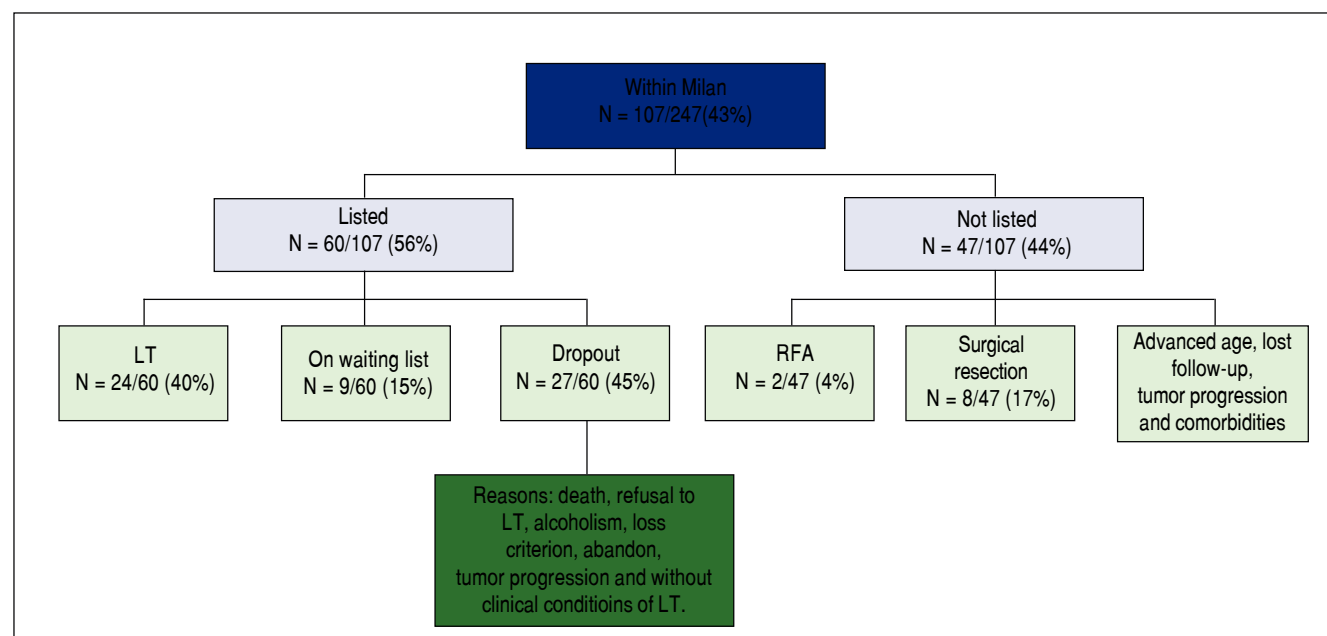 Within Milan
N = 107/247(43%)
Listed
N = 60/107 (56%)
Not listed
N = 47/107 (44%)
LT
N = 24/60 (40%)
On waiting list
N = 9/60 (15%)
Dropout
N = 27/60 (45%)
RFA
N = 2/47 (4%)
Surgical
resection
N = 8/47 (17%)
Advanced age, lost
follow-up,
tumor progression
and comorbidities
Reasons: death, refusal to
LT, alcoholism, loss
criterion, abandon,
tumor progression and without
clinical conditioins of LT.